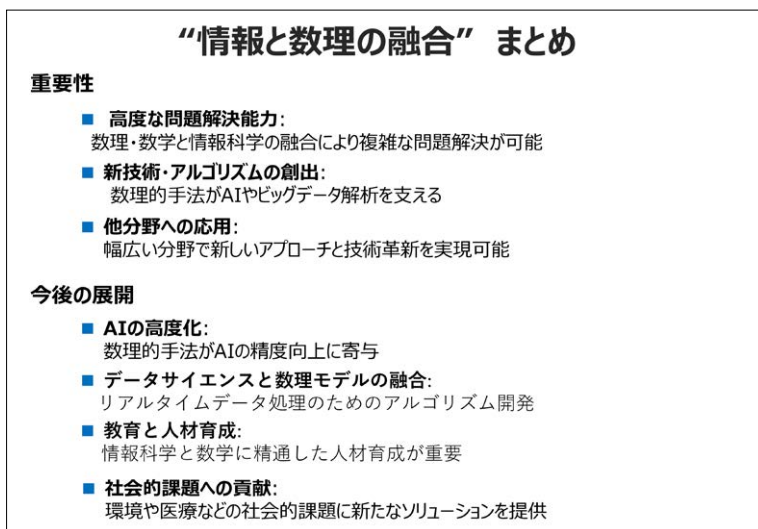 “情報と数理の融合” まとめ
重要性
■ 高度な問題解決能力:
数理・数学と情報科学の融合により複雑な問題解決が可能
■ 新技術・アルゴリズムの創出:
数理的手法がAIやビッグデータ解析を支える
■ 他分野への応用:
幅広い分野で新しいアプローチと技術革新を実現可能
今後の展開
■ AIの高度化:
数理的手法がAIの精度向上に寄与
■ データサイエンスと数理モデルの融合:
リアルタイムデータ処理のためのアルゴリズム開発
■ 教育と人材育成:
情報科学と数学に精通した人材育成が重要
■ 社会的課題への貢献:
環境や医療などの社会的課題に新たなソリューションを提供